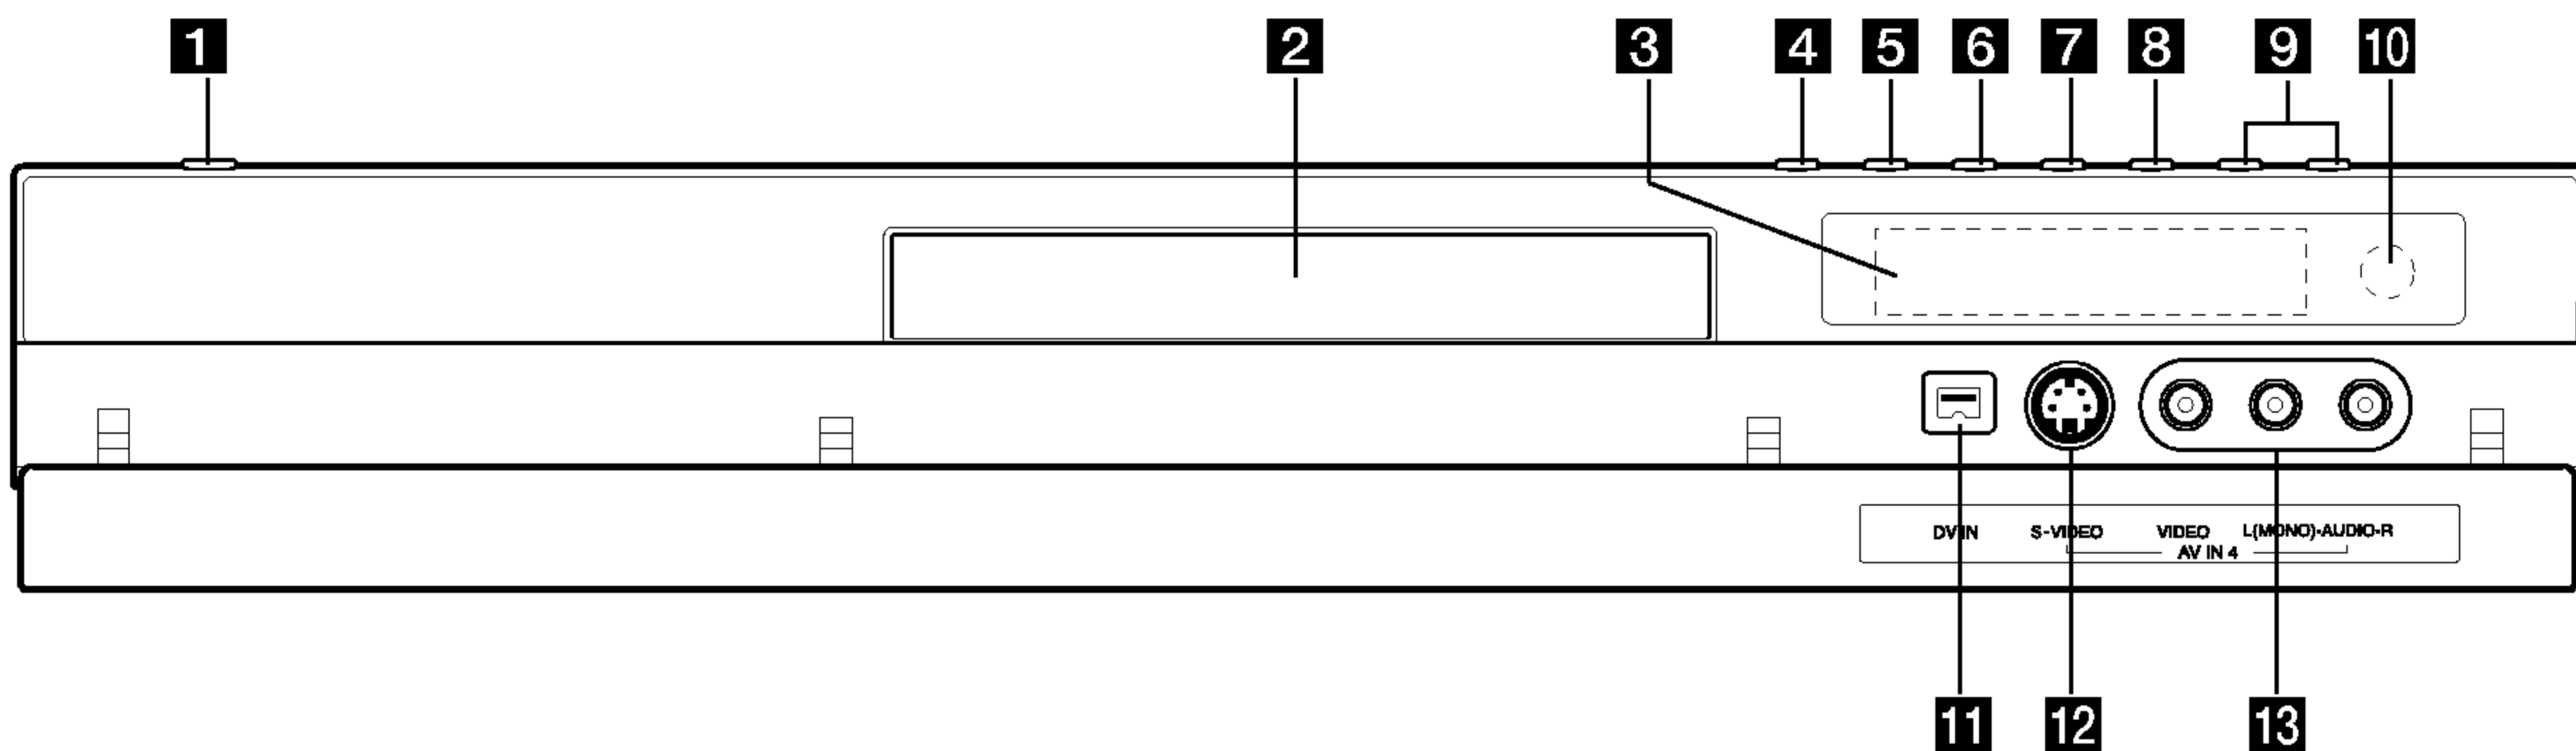 1 2 3 4 5 6 7 8 9 10
DV IN S-VIDEO VIDEO L(MONO)-AUDIO-R
AV IN 4
11 12 13